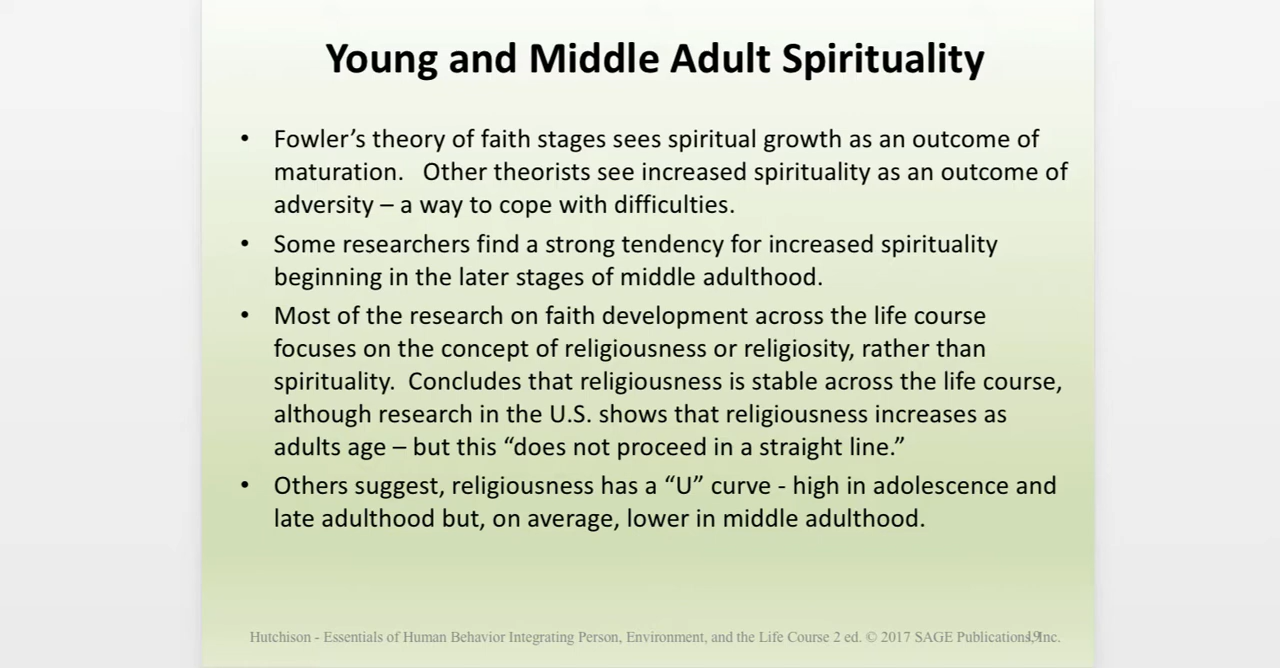 Young and Middle Adult Spirituality
• Fowler’s theory of faith stages sees spiritual growth as an outcome of
maturation.   Other theorists see increased spirituality as an outcome of
adversity – a way to cope with difficulties.
• Some researchers find a strong tendency for increased spirituality
beginning in the later stages of middle adulthood.
• Most of the research on faith development across the life course
focuses on the concept of religiousness or religiosity, rather than
spirituality.  Concludes that religiousness is stable across the life course,
although research in the U.S. shows that religiousness increases as
adults age – but this “does not proceed in a straight line.”
• Others suggest, religiousness has a “U” curve - high in adolescence and
late adulthood but, on average, lower in middle adulthood.
Hutchison - Essentials of Human Behavior Integrating Person, Environment, and the Life Course 2 ed. © 2017 SAGE Publications, Inc.
19